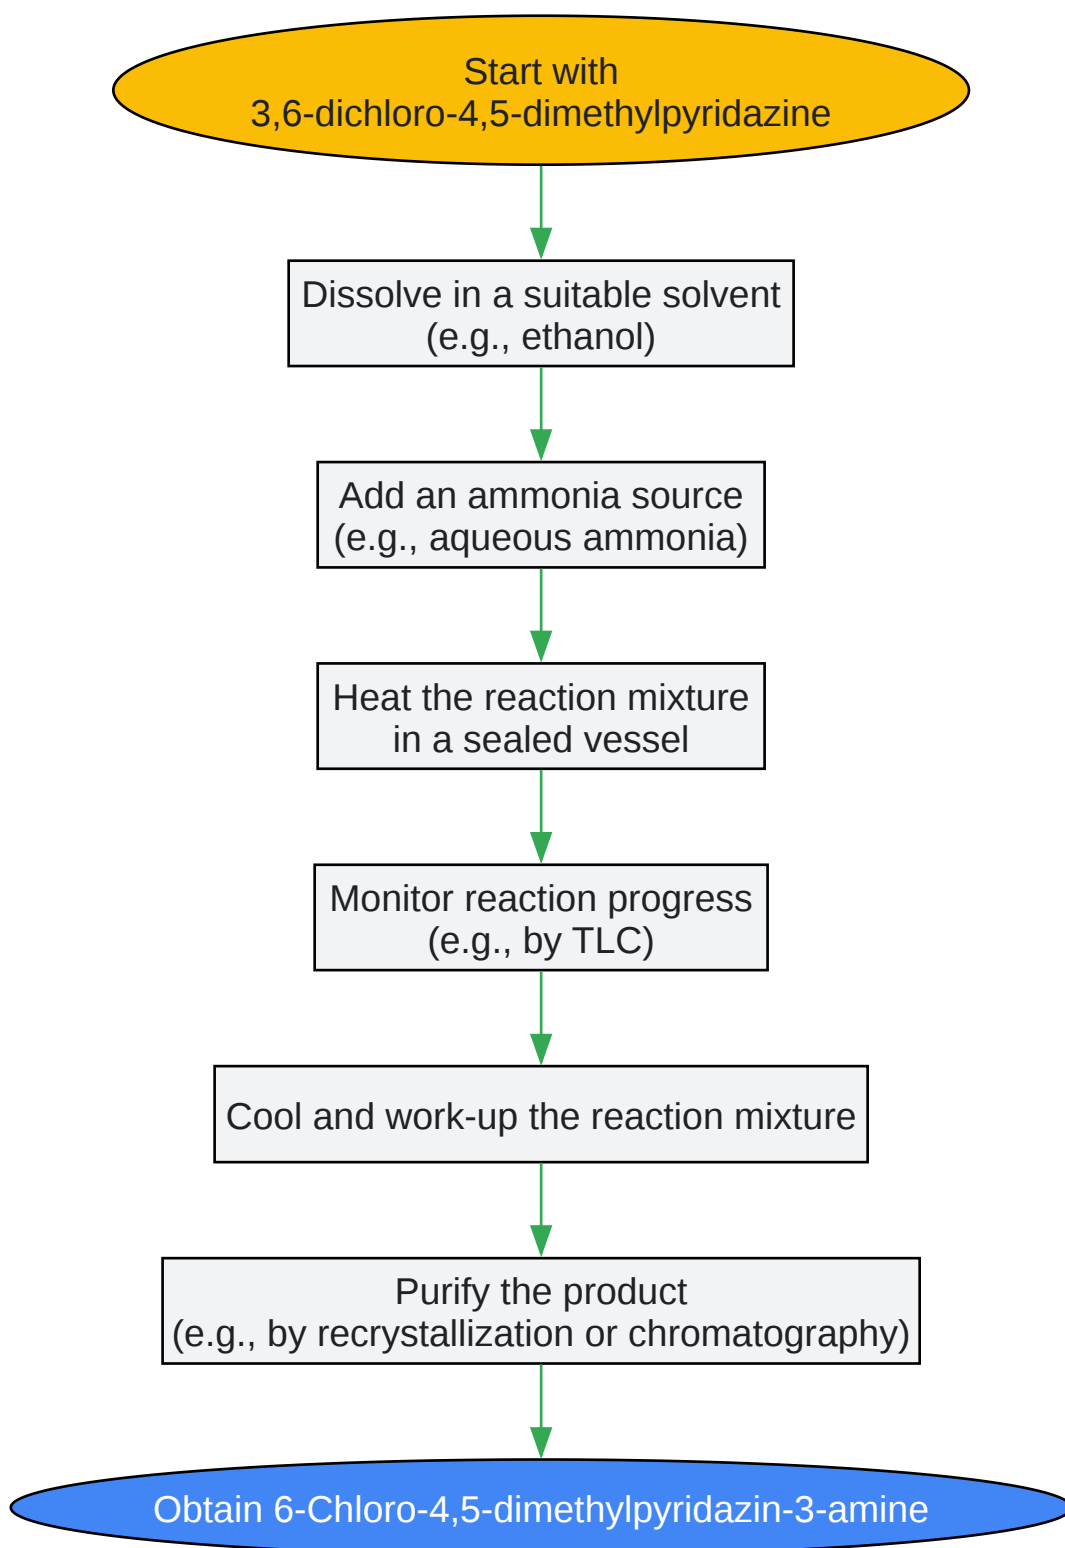 Start with
3,6-dichloro-4,5-dimethylpyridazine
Dissolve in a suitable solvent
(e.g., ethanol)
Add an ammonia source
(e.g., aqueous ammonia)
Heat the reaction mixture
in a sealed vessel
Monitor reaction progress
(e.g., by TLC)
Cool and work-up the reaction mixture
Purify the product
(e.g., by recrystallization or chromatography)
Obtain 6-Chloro-4,5-dimethylpyridazin-3-amine